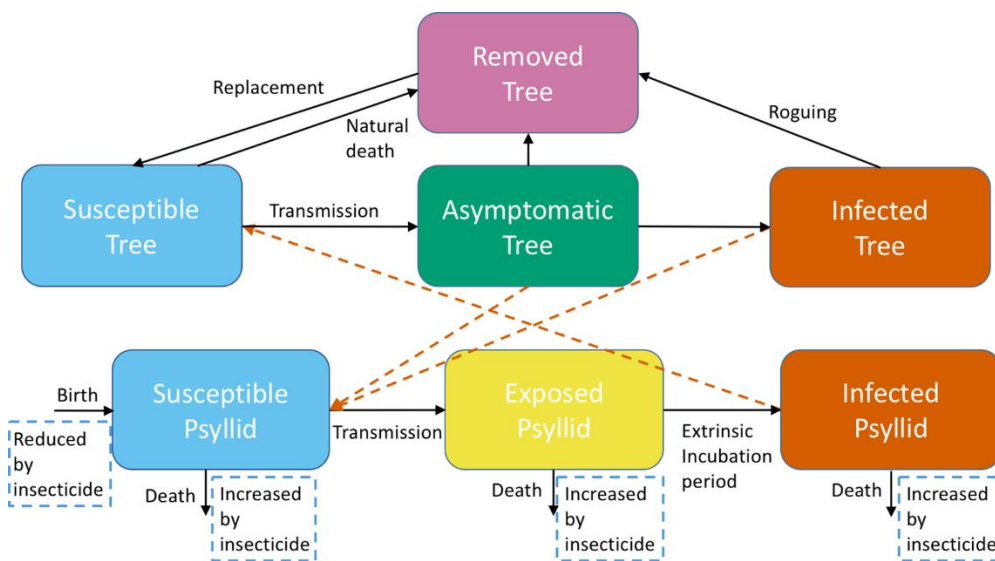 Removed
Tree
Replacement
Natural
death
Roguing
Susceptible
Tree
Transmission
Asymptomatic
Tree
Infected
Tree
Birth
Reduced
by
insecticide
Susceptible
Psyllid
Transmission
Exposed
Psyllid
Extrinsic
Incubation
period
Infected
Psyllid
Death
Increased
by
insecticide
Death
Increased
by
insecticide
Death
Increased
by
insecticide